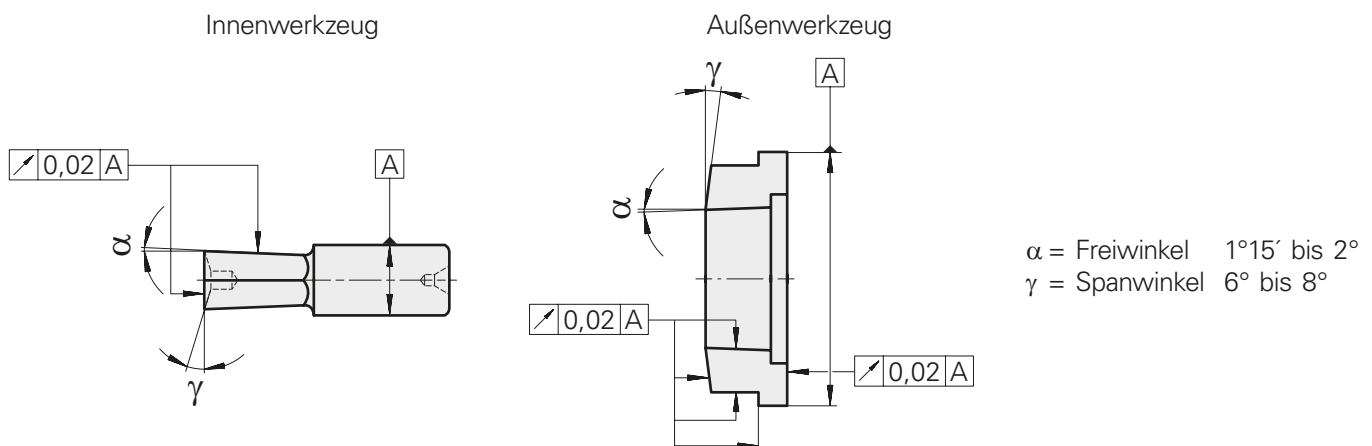 Innenwerkzeug
Außenwerkzeug
γ
A
0,02 A
A
α
α
α = Freiwinkel 1°15´ bis 2°
γ = Spanwinkel 6° bis 8°
0,02 A
0,02 A
γ